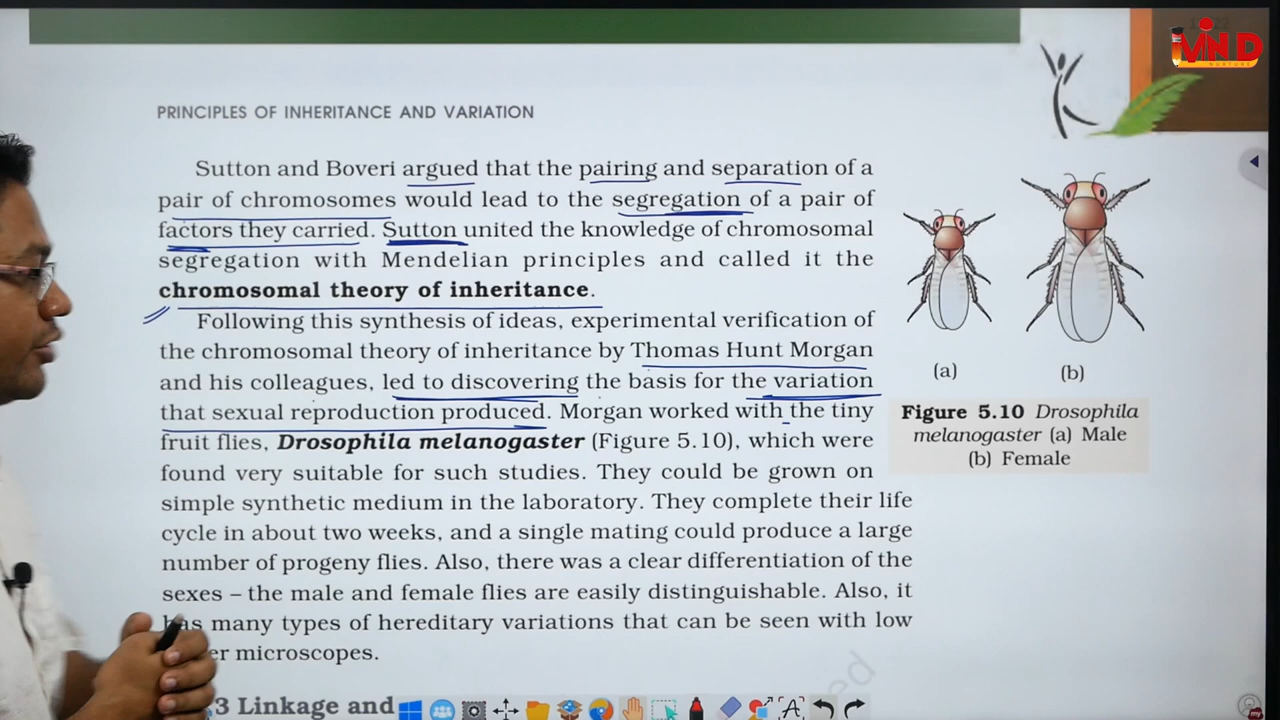 MIND
NURTURE
PRINCIPLES OF INHERITANCE AND VARIATION
Sutton and Boveri argued that the pairing and separation of a
pair of chromosomes would lead to the segregation of a pair of
factors they carried. Sutton united the knowledge of chromosomal
segregation with Mendelian principles and called it the
chromosomal theory of inheritance.
Following this synthesis of ideas, experimental verification of
the chromosomal theory of inheritance by Thomas Hunt Morgan
and his colleagues, led to discovering the basis for the variation
that sexual reproduction produced. Morgan worked with the tiny
fruit flies, Drosophila melanogaster (Figure 5.10), which were
found very suitable for such studies. They could be grown on
simple synthetic medium in the laboratory. They complete their life
cycle in about two weeks, and a single mating could produce a large
number of progeny flies. Also, there was a clear differentiation of the
sexes – the male and female flies are easily distinguishable. Also, it
has many types of hereditary variations that can be seen with low
er microscopes.
3 Linkage and
(a)
(b)
Figure 5.10 Drosophila
melanogaster (a) Male
(b) Female